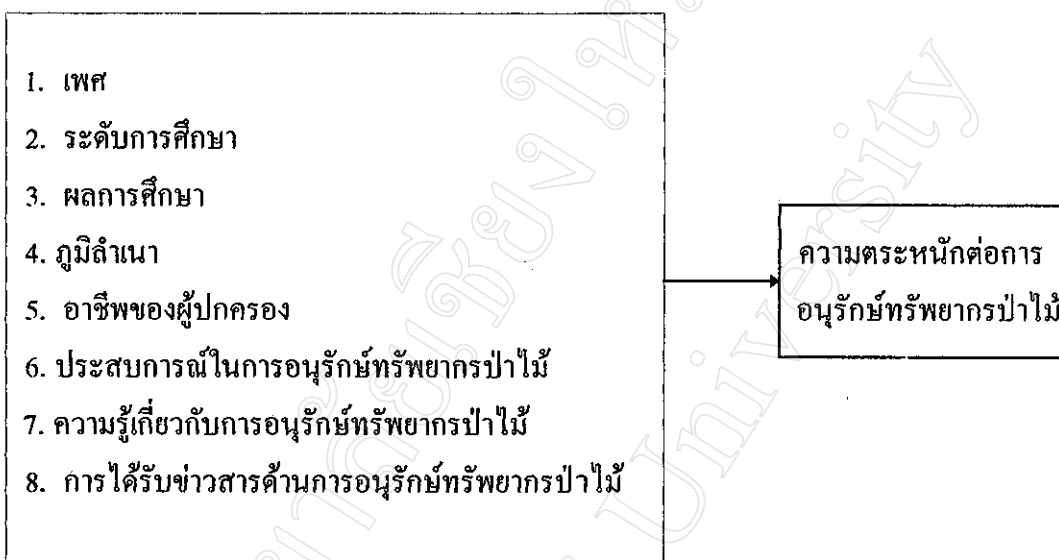 1. เพศ
2. ระดับการศึกษา
3. ผลการศึกษา
4. ภูมิลำเนา
5. อาชีพของผู้ปกครอง
6. ประสบการณ์ในการอนุรักษ์ทรัพยากรป่าไม้
7. ความรู้เกี่ยวกับการอนุรักษ์ทรัพยากรป่าไม้
8. การได้รับข่าวสารด้านการอนุรักษ์ทรัพยากรป่าไม้
ความตระหนักต่อการ
อนุรักษ์ทรัพยากรป่าไม้
University